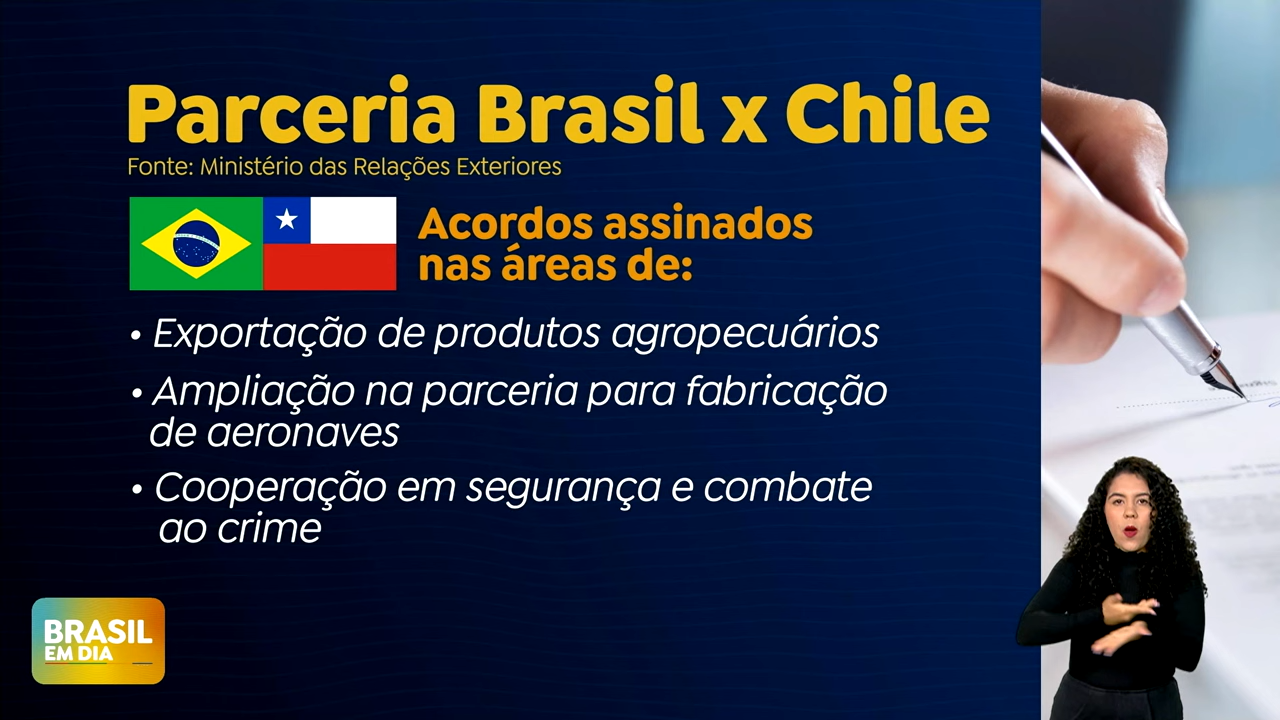 Parceria Brasil x Chile
Fonte: Ministério das Relações Exteriores
Acordos assinados
nas áreas de:
• Exportação de produtos agropecuários
• Ampliação na parceria para fabricação
de aeronaves
• Cooperação em segurança e combate
ao crime
BRASIL
EM DIA